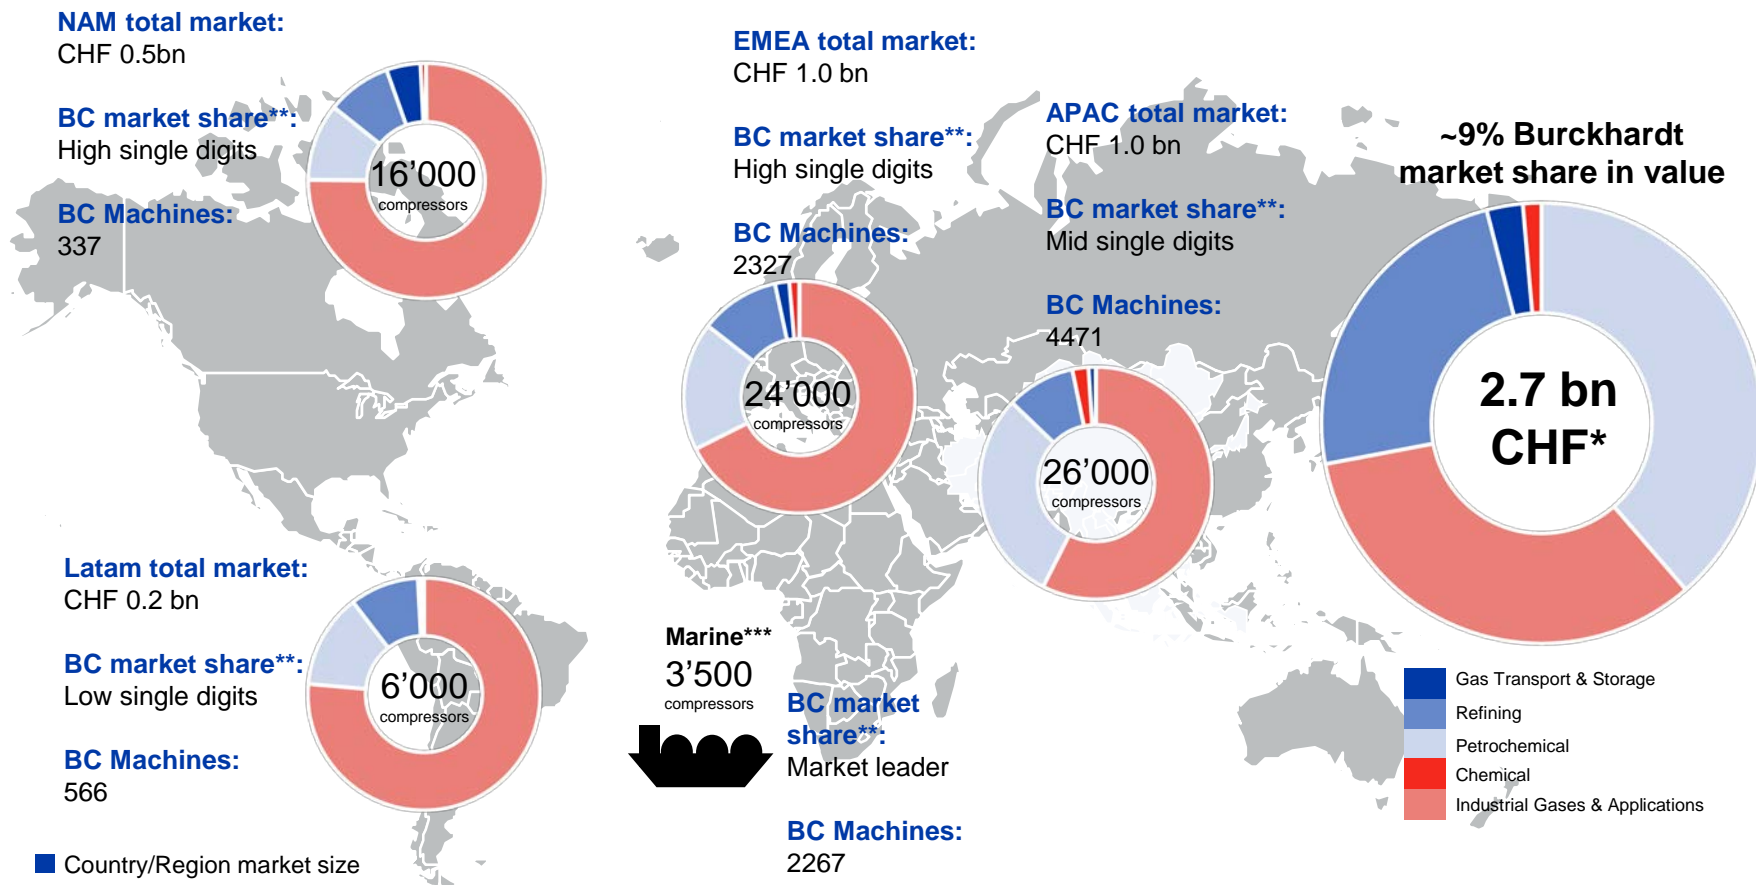 NAM total market:
CHF 0.5bn
BC market share**:
High single digits
BC Machines:
337
16’000
compressors
EMEA total market:
CHF 1.0 bn
BC market share**:
High single digits
BC Machines:
2327
24’000
compressors
APAC total market:
CHF 1.0 bn
BC market share**:
Mid single digits
BC Machines:
4471
26’000
compressors
~9% Burckhardt
market share in value
2.7 bn
CHF*
Latam total market:
CHF 0.2 bn
BC market share**:
Low single digits
BC Machines:
566
6’000
compressors
Marine***
3’500
compressors
BC market
share**:
Market leader
BC Machines:
2267
Gas Transport & Storage
Refining
Petrochemical
Chemical
Industrial Gases & Applications
Country/Region market size